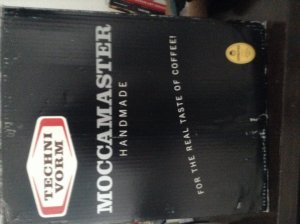 TECHNI
VORM
MOCCAMASTER
HANDMADE
FOR THE REAL TASTE OF COFFEE!